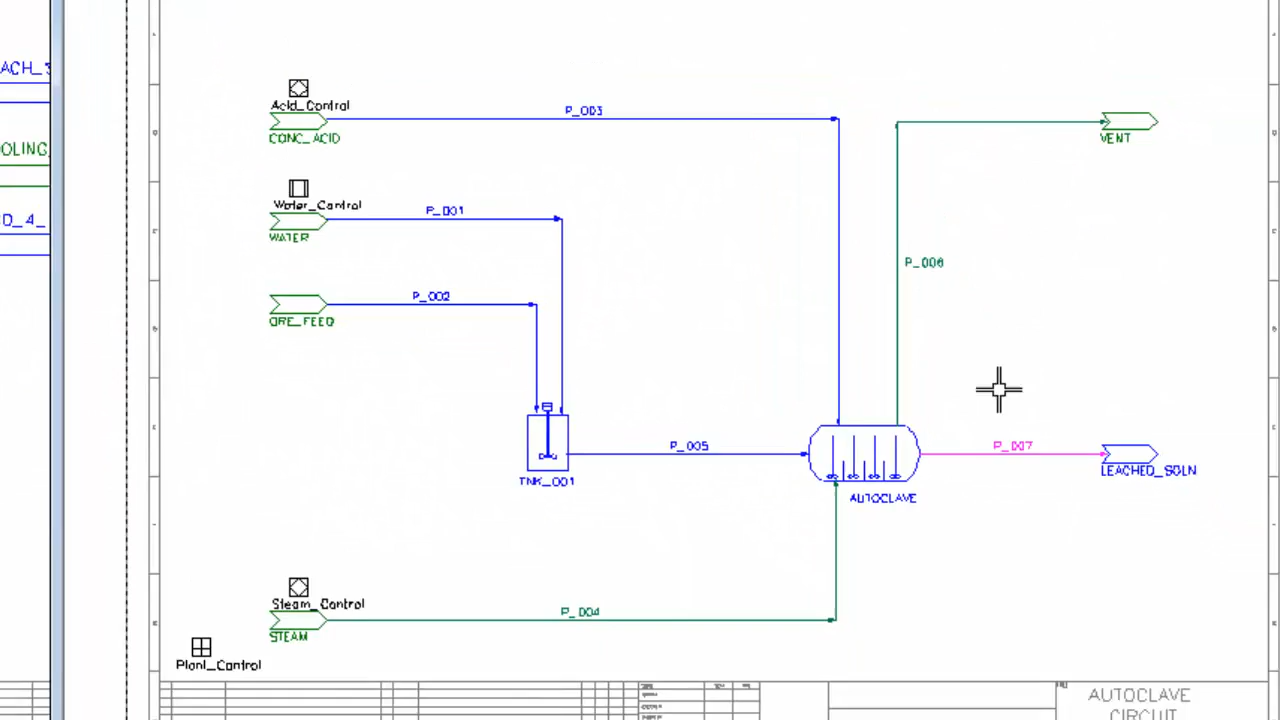 ACH_3
OLING_
D_4_
Acid_Control
P_003
CONC_ACID
VENT
Water_Control
P_001
WATER
P_006
P_002
ORE_FEED
P_005
P_007
LEACHED_SOLN
TNK_001
AUTOCLAVE
Steam_Control
P_004
STEAM
Plant_Control
AUTOCLAVE
CIRCUIT